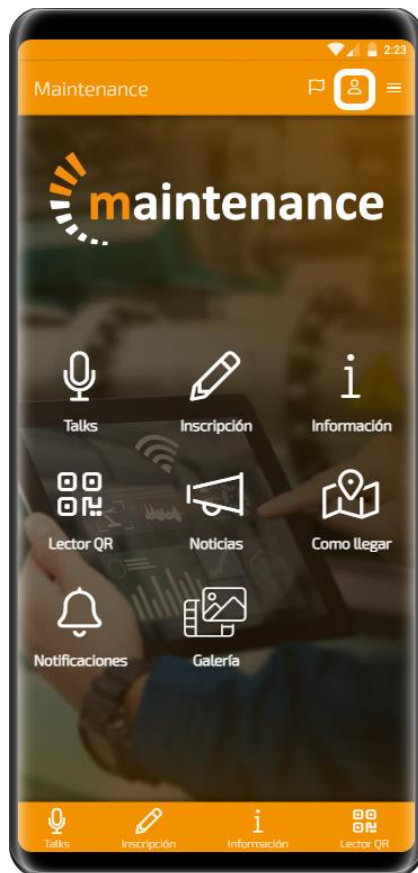 2:23
Maintenance
maintenance
Talks
Inscripción
Información
Lector QR
Noticias
Como llegar
Notificaciones
Galería
Talks
Inscripción
Información
Lector QR